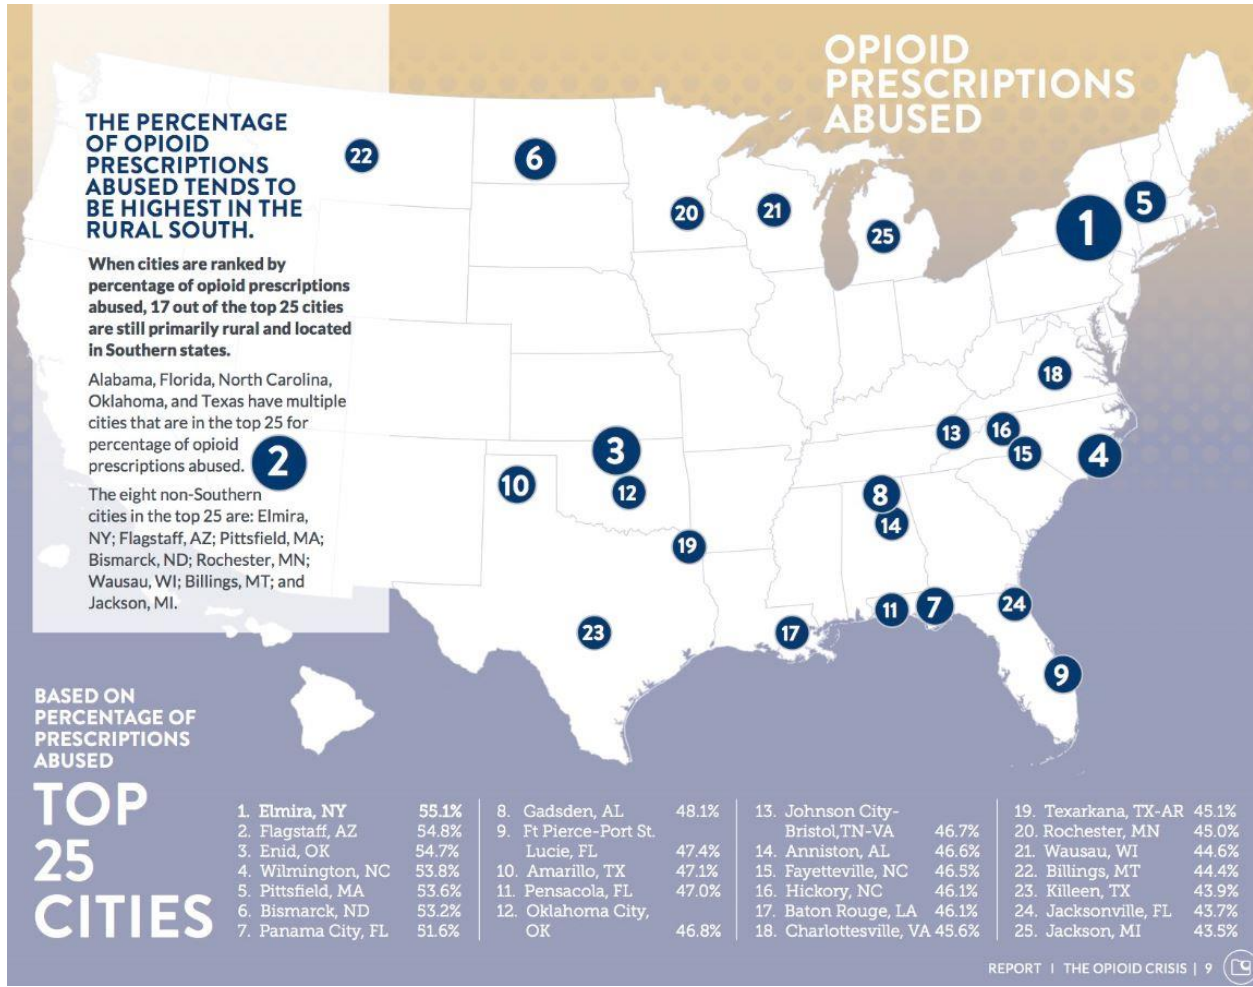 OPIOID
PRESCRIPTIONS
ABUSED
THE PERCENTAGE
OF OPIOID
PRESCRIPTIONS
ABUSED TENDS TO
BE HIGHEST IN THE
RURAL SOUTH.
When cities are ranked by
percentage of opioid prescriptions
abused, 17 out of the top 25 cities
are still primarily rural and located
in Southern states.
Alabama, Florida, North Carolina,
Oklahoma, and Texas have multiple
cities that are in the top 25 for
percentage of opioid
prescriptions abused.
The eight non-Southern
cities in the top 25 are: Elmira,
NY; Flagstaff, AZ; Pittsfield, MA;
Bismarck, ND; Rochester, MN;
Wausau, WI; Billings, MT; and
Jackson, MI.
22
6
20
21
25
1
5
18
13
16
15
4
3
2
10
12
8
14
19
11
7
24
23
17
9
BASED ON
PERCENTAGE OF
PRESCRIPTIONS
ABUSED
TOP
25
CITIES
1. Elmira, NY 55.1%
2. Flagstaff, AZ 54.8%
3. Enid, OK 54.7%
4. Wilmington, NC 53.8%
5. Pittsfield, MA 53.6%
6. Bismarck, ND 53.2%
7. Panama City, FL 51.6%
8. Gadsden, AL 48.1%
9. Ft Pierce-Port St.
Lucie, FL 47.4%
10. Amarillo, TX 47.1%
11. Pensacola, FL 47.0%
12. Oklahoma City,
OK 46.8%
13. Johnson City-
Bristol,TN-VA 46.7%
14. Anniston, AL 46.6%
15. Fayetteville, NC 46.5%
16. Hickory, NC 46.1%
17. Baton Rouge, LA 46.1%
18. Charlottesville, VA 45.6%
19. Texarkana, TX-AR 45.1%
20. Rochester, MN 45.0%
21. Wausau, WI 44.6%
22. Billings, MT 44.4%
23. Killeen, TX 43.9%
24. Jacksonville, FL 43.7%
25. Jackson, MI 43.5%
REPORT | THE OPIOID CRISIS | 9